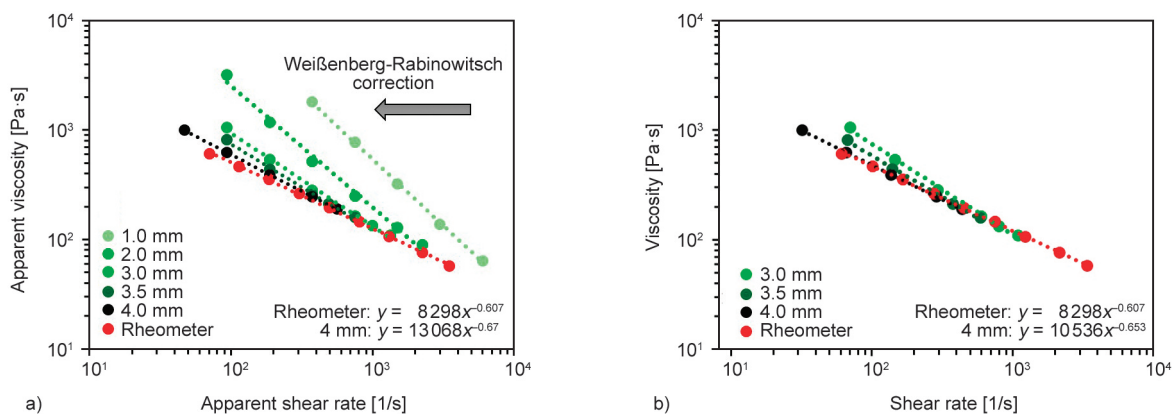 10⁴
10³
10²
10¹
10¹
10²
10³
10⁴
Apparent viscosity [Pa·s]
Weißenberg-Rabinowitsch
correction
1.0 mm
2.0 mm
3.0 mm
3.5 mm
4.0 mm
Rheometer
Rheometer: y = 8298x⁻⁰·⁶⁰⁷
4 mm: y = 13068x⁻⁰·⁶⁷
a)
Apparent shear rate [1/s]
10⁴
10³
10²
10¹
10¹
10²
10³
10⁴
Viscosity [Pa·s]
3.0 mm
3.5 mm
4.0 mm
Rheometer
Rheometer: y = 8298x⁻⁰·⁶⁰⁷
4 mm: y = 10536x⁻⁰·⁶⁵³
b)
Shear rate [1/s]